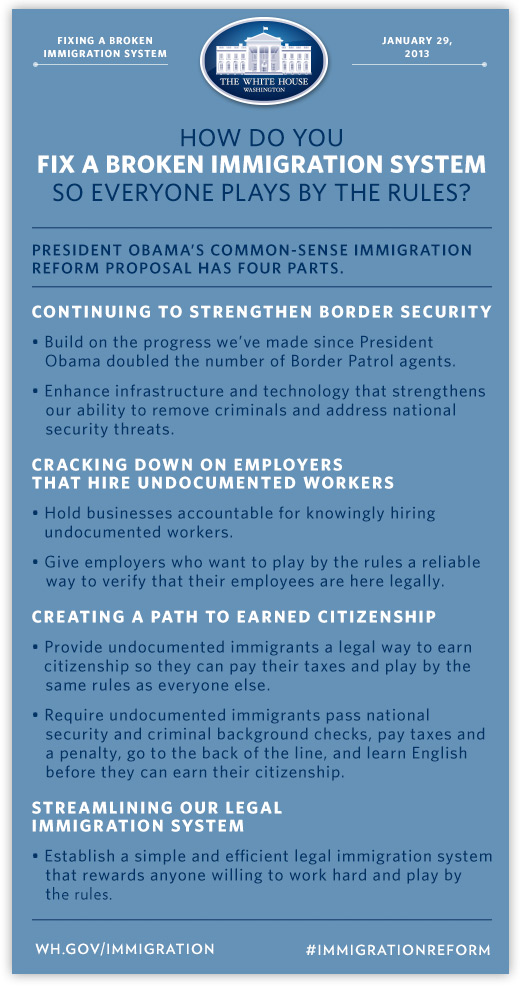 FIXING A BROKEN
IMMIGRATION SYSTEM
THE WHITE HOUSE
WASHINGTON
JANUARY 29,
2013
HOW DO YOU
FIX A BROKEN IMMIGRATION SYSTEM
SO EVERYONE PLAYS BY THE RULES?
PRESIDENT OBAMA'S COMMON-SENSE IMMIGRATION
REFORM PROPOSAL HAS FOUR PARTS.
CONTINUING TO STRENGTHEN BORDER SECURITY
• Build on the progress we've made since President
Obama doubled the number of Border Patrol agents.
• Enhance infrastructure and technology that strengthens
our ability to remove criminals and address national
security threats.
CRACKING DOWN ON EMPLOYERS
THAT HIRE UNDOCUMENTED WORKERS
• Hold businesses accountable for knowingly hiring
undocumented workers.
• Give employers who want to play by the rules a reliable
way to verify that their employees are here legally.
CREATING A PATH TO EARNED CITIZENSHIP
• Provide undocumented immigrants a legal way to earn
citizenship so they can pay their taxes and play by the
same rules as everyone else.
• Require undocumented immigrants pass national
security and criminal background checks, pay taxes and
a penalty, go to the back of the line, and learn English
before they can earn their citizenship.
STREAMLINING OUR LEGAL
IMMIGRATION SYSTEM
• Establish a simple and efficient legal immigration system
that rewards anyone willing to work hard and play by
the rules.
WH.GOV/IMMIGRATION
#IMMIGRATIONREFORM